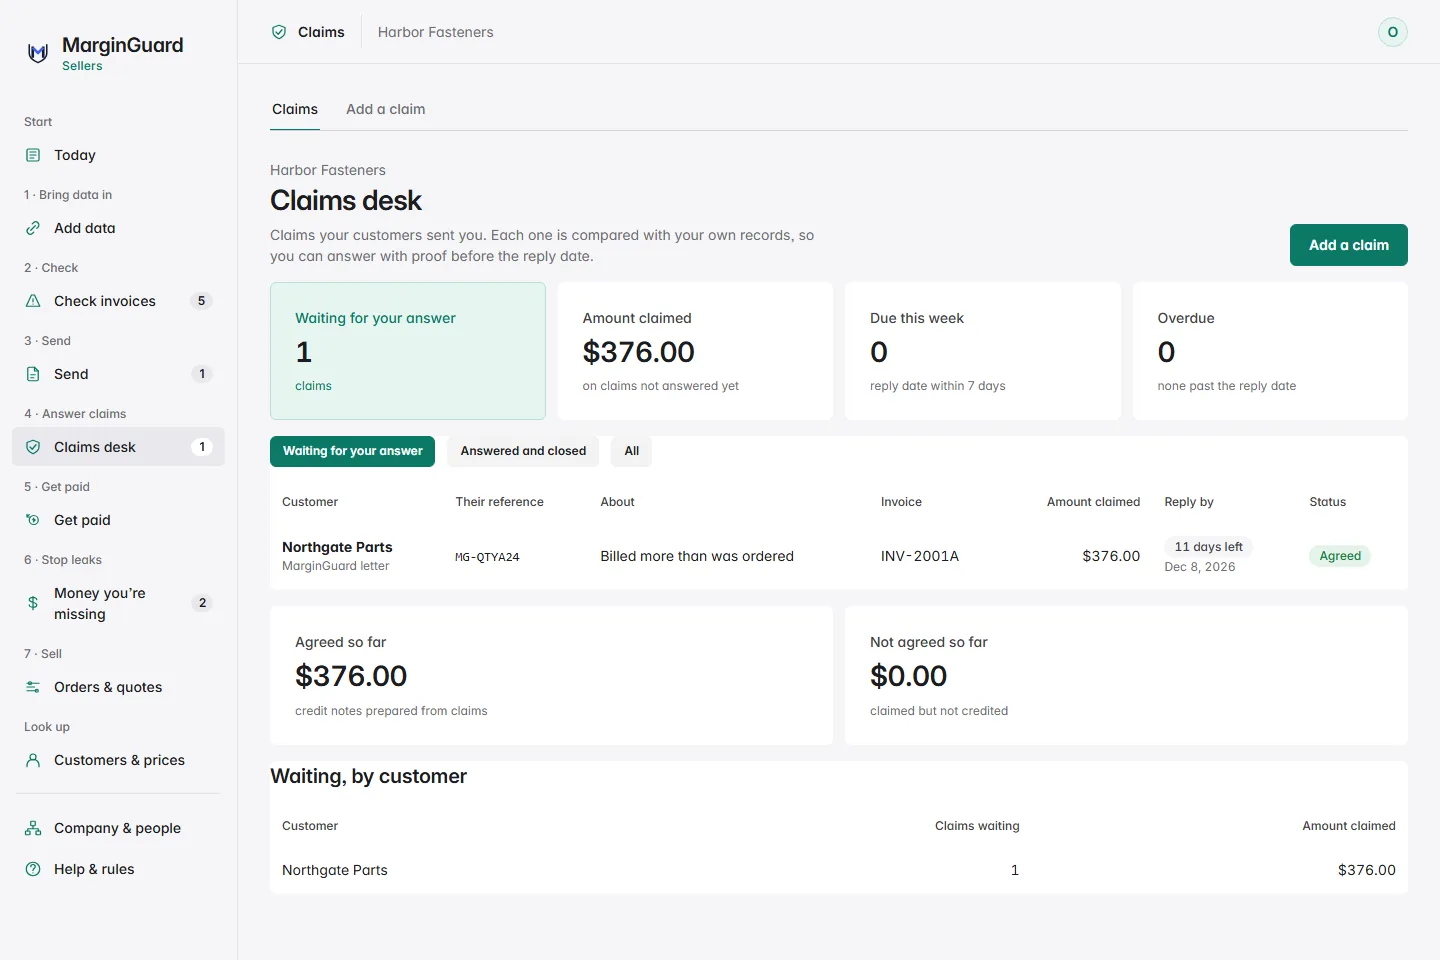 MarginGuard
Sellers
Start
Today
1 · Bring data in
Add data
2 · Check
Check invoices 5
3 · Send
Send 1
4 · Answer claims
Claims desk 1
5 · Get paid
Get paid
6 · Stop leaks
Money you're
missing 2
7 · Sell
Orders & quotes
Look up
Customers & prices
Company & people
Help & rules
Claims Harbor Fasteners O
Claims Add a claim
Harbor Fasteners
Claims desk
Claims your customers sent you. Each one is compared with your own records, so
you can answer with proof before the reply date.
Add a claim
Waiting for your answer
1
claims
Amount claimed
$376.00
on claims not answered yet
Due this week
0
reply date within 7 days
Overdue
0
none past the reply date
Waiting for your answer Answered and closed All
Customer Their reference About Invoice Amount claimed Reply by Status
Northgate Parts
MarginGuard letter
MG-QTYA24 Billed more than was ordered INV-2001A $376.00
11 days left
Dec 8, 2026
Agreed
Agreed so far
$376.00
credit notes prepared from claims
Not agreed so far
$0.00
claimed but not credited
Waiting, by customer
Customer Claims waiting Amount claimed
Northgate Parts 1 $376.00